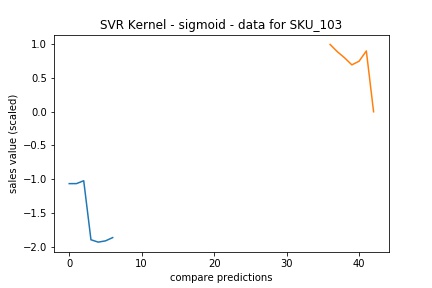 SVR Kernel - sigmoid - data for SKU_103
sales value (scaled)
1.0
0.5
0.0
−0.5
−1.0
−1.5
−2.0
0 10 20 30 40
compare predictions